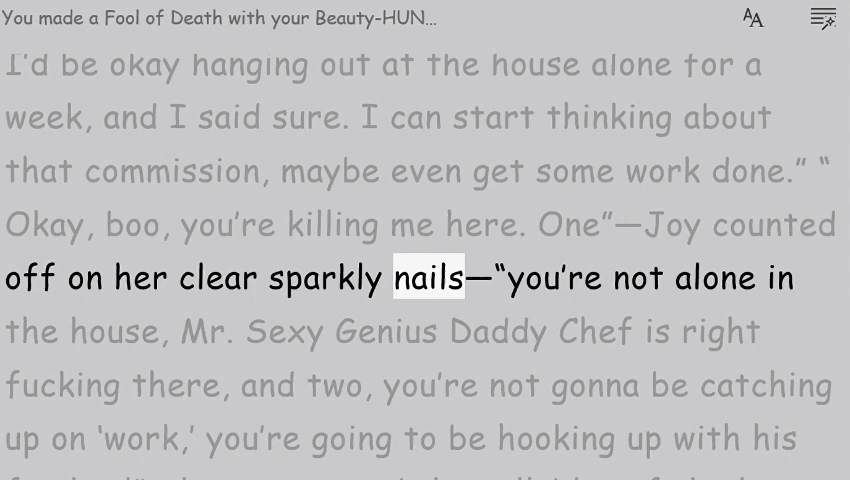 You made a Fool of Death with your Beauty-HUN...
AA
I'd be okay hanging out at the house alone for a
week, and I said sure. I can start thinking about
that commission, maybe even get some work done.” “
Okay, boo, you're killing me here. One”—Joy counted
off on her clear sparkly nails—“you're not alone in
the house, Mr. Sexy Genius Daddy Chef is right
fucking there, and two, you're not gonna be catching
up on ‘work,’ you're going to be hooking up with his